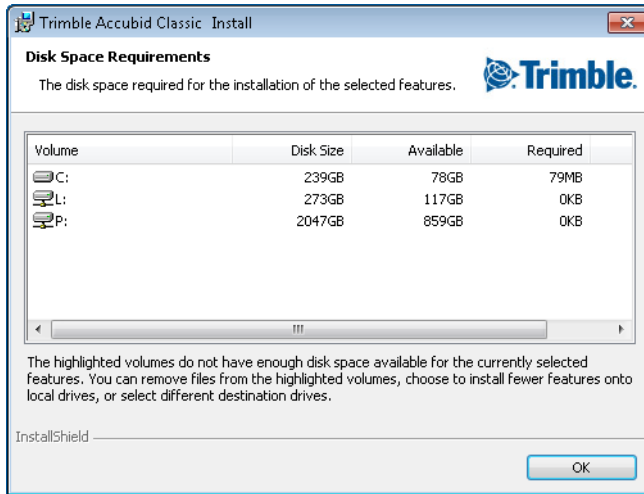 Trimble Accubid Classic Install
Disk Space Requirements
The disk space required for the installation of the selected features.
Trimble.
Volume Disk Size Available Required
C: 239GB 78GB 79MB
L: 273GB 117GB 0KB
P: 2047GB 859GB 0KB
The highlighted volumes do not have enough disk space available for the currently selected
features. You can remove files from the highlighted volumes, choose to install fewer features onto
local drives, or select different destination drives.
InstallShield
OK